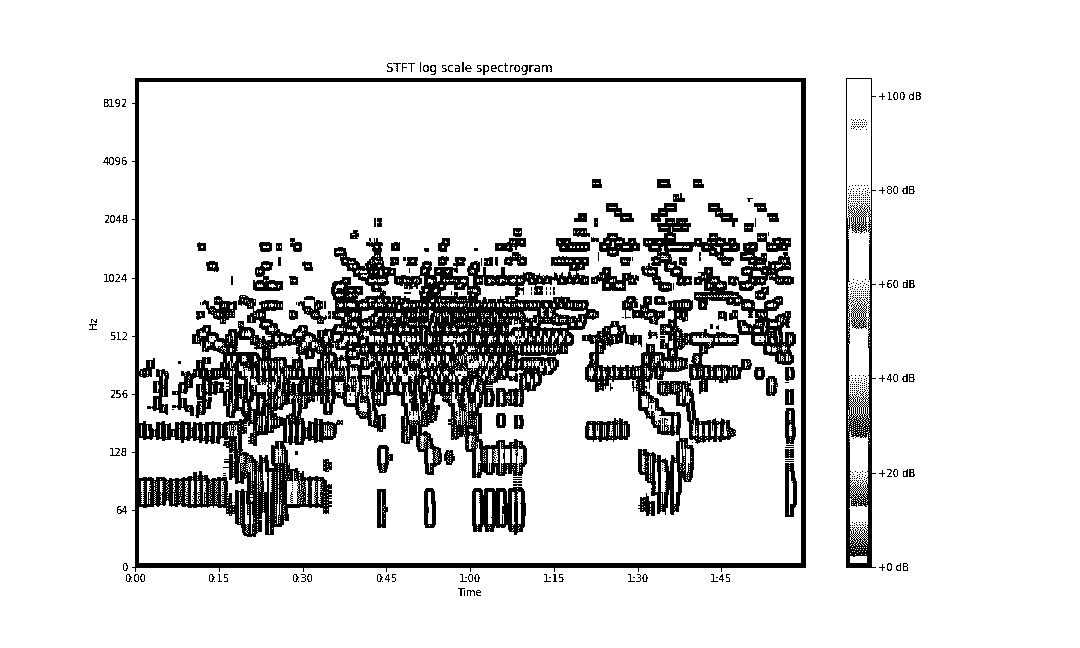 STFT log scale spectrogram
8192
4096
2048
1024
512
256
128
64
0
Hz
0:00 0:15 0:30 0:45 1:00 1:15 1:30 1:45
Time
+100 dB
+80 dB
+60 dB
+40 dB
+20 dB
+0 dB